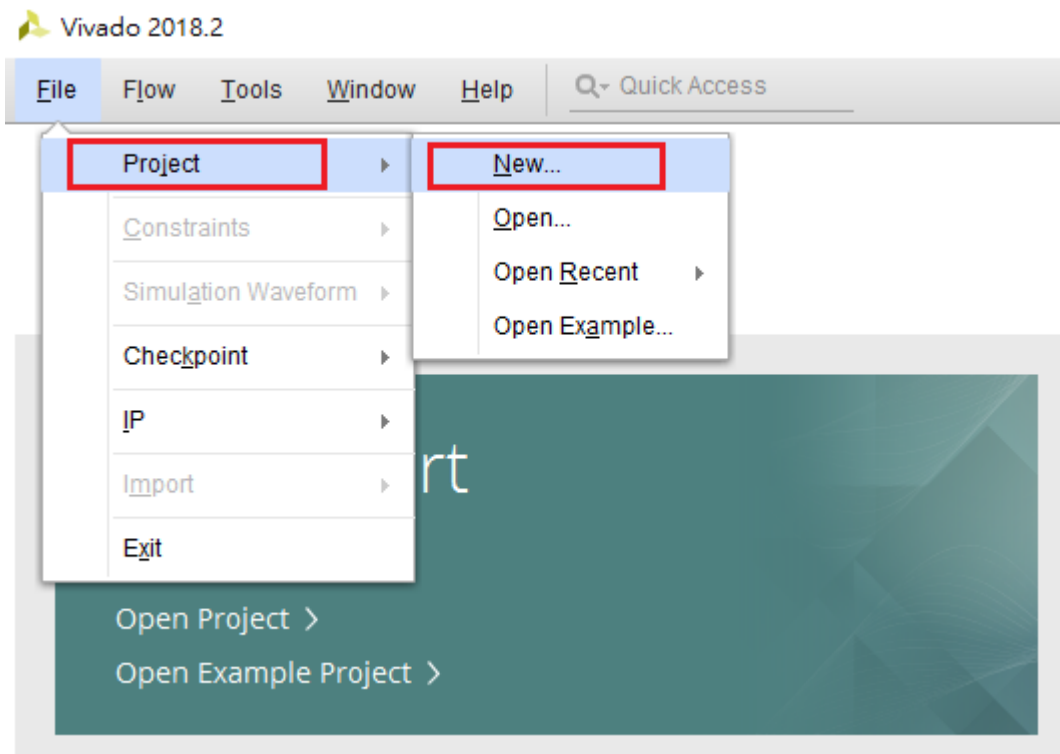 Vivado 2018.2
File Flow Tools Window Help Quick Access
Project New...
Constraints Open...
Simulation Waveform Open Recent
Checkpoint Open Example...
IP
Import rt
Exit
Open Project >
Open Example Project >